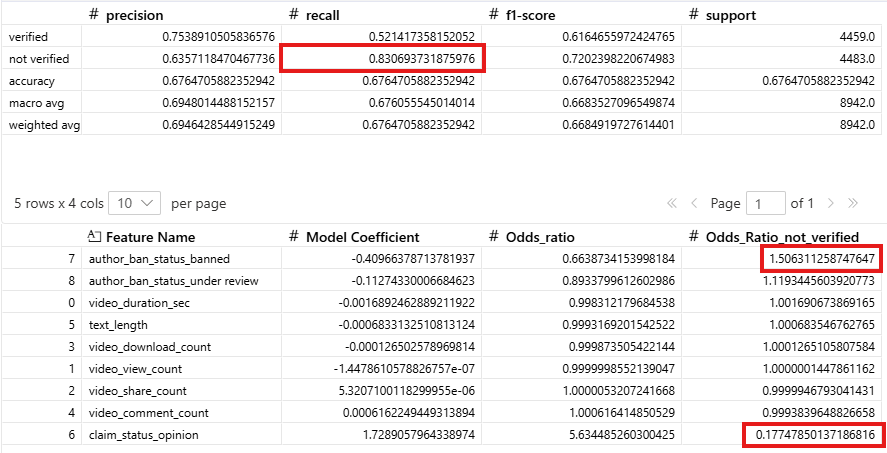 # precision # recall # f1-score # support
verified 0.7538910505836576 0.521417358152052 0.6164655972424765 4459.0
not verified 0.6357118470467736 0.830693731875976 0.7202398220674983 4483.0
accuracy 0.6764705882352942 0.6764705882352942 0.6764705882352942 0.6764705882352942
macro avg 0.6948014488152157 0.676055545014014 0.6683527096549874 8942.0
weighted avg 0.6946428544915249 0.6764705882352942 0.6684919727614401 8942.0
5 rows x 4 cols 10 per page Page 1 of 1
Feature Name # Model Coefficient # Odds_ratio # Odds_Ratio_not_verified
7 author_ban_status_banned -0.40966378713781937 0.6638734153998184 1.506311258747647
8 author_ban_status_under review -0.11274330006684623 0.8933799612602986 1.1193445603920773
0 video_duration_sec -0.0016892462889211922 0.998312179684538 1.001690673869165
5 text_length -0.0006833132510813124 0.9993169201542522 1.000683546762765
3 video_download_count -0.000126502578969814 0.999873505422144 1.0001265105807584
1 video_view_count -1.4478610578826757e-07 0.9999998552139047 1.0000001447861162
2 video_share_count 5.3207100118299955e-06 1.0000053207241668 0.9999946793041431
4 video_comment_count 0.0006162249449313894 1.000616414850529 0.9993839648826658
6 claim_status_opinion 1.7289057964338974 5.634485260300425 0.17747850137186816